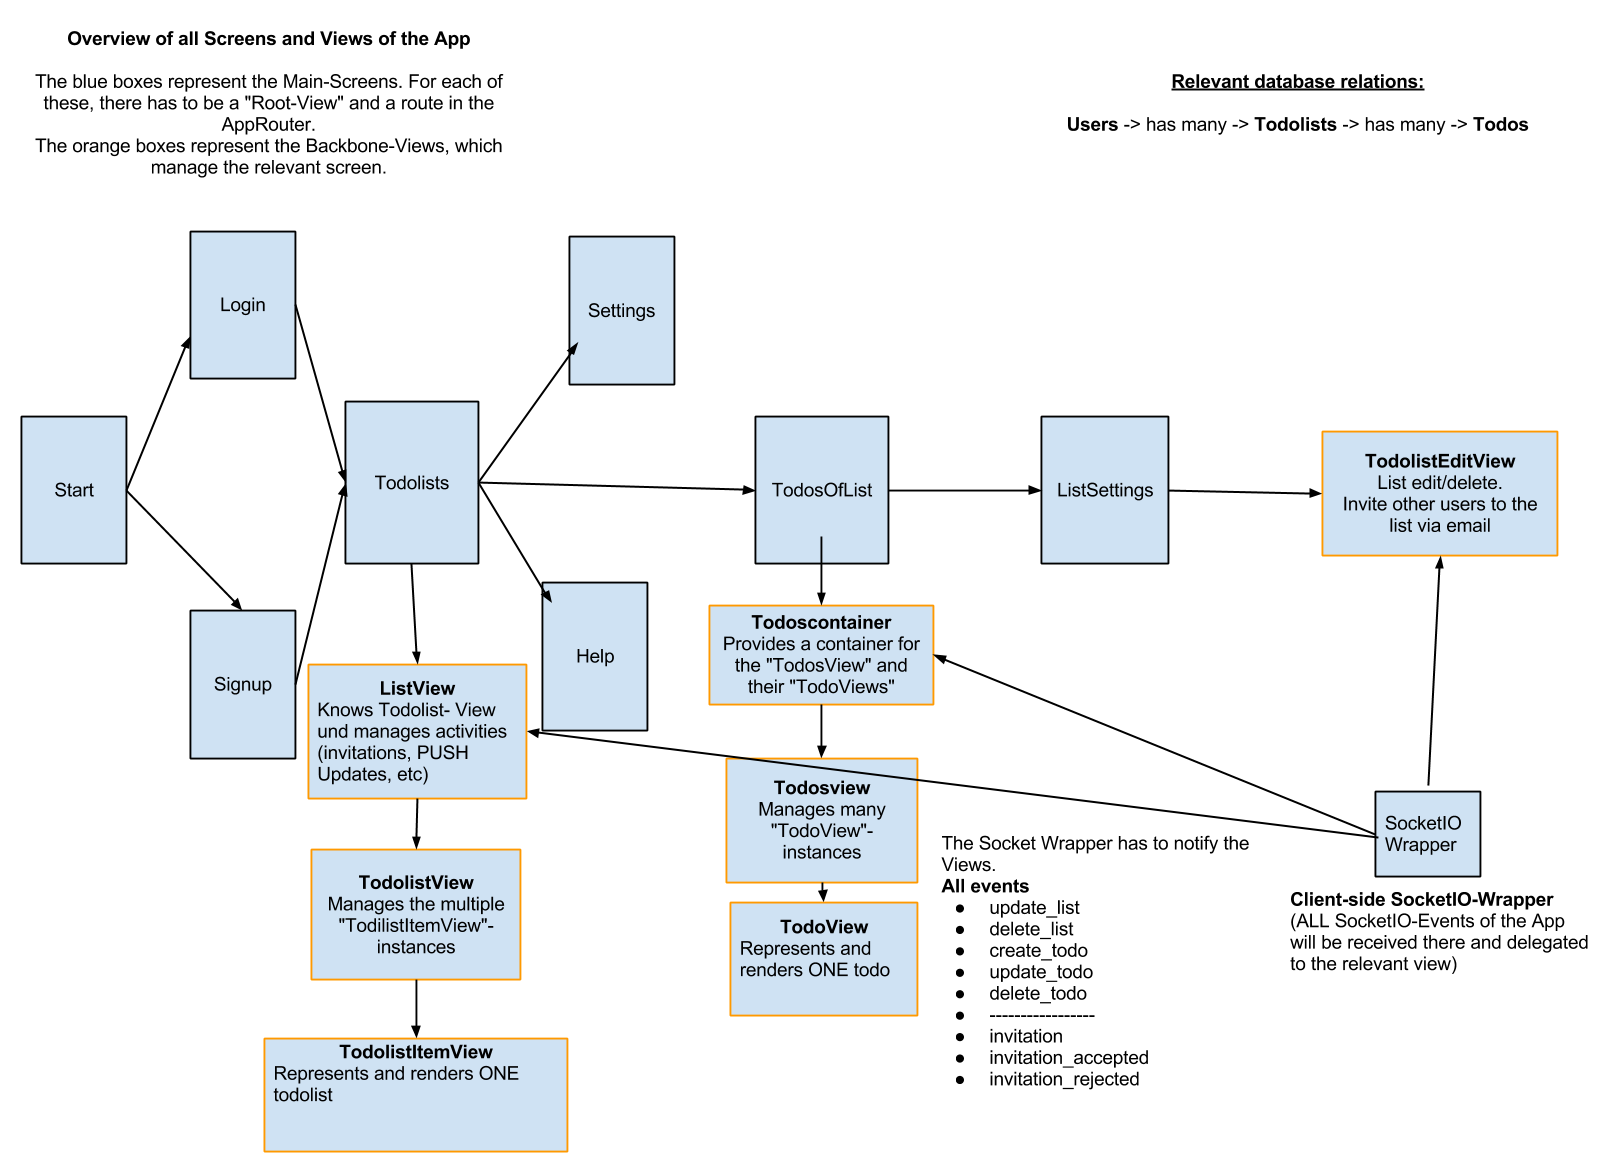 Overview of all Screens and Views of the App
The blue boxes represent the Main-Screens. For each of
these, there has to be a "Root-View" and a route in the
AppRouter.
The orange boxes represent the Backbone-Views, which
manage the relevant screen.
Relevant database relations:
Users -> has many -> Todolists -> has many -> Todos
Login
Settings
Start
Todolists
TodosOfList
ListSettings
TodolistEditView
List edit/delete.
Invite other users to the
list via email
Signup
Help
ListView
Knows Todolist- View
und manages activities
(invitations, PUSH
Updates, etc)
Todoscontainer
Provides a container for
the "TodosView" and
their "TodoViews"
Todosview
Manages many
"TodoView"-
instances
TodolistView
Manages the multiple
"TodilistItemView"-
instances
TodoView
Represents and
renders ONE todo
TodolistItemView
Represents and renders ONE
todolist
The Socket Wrapper has to notify the
Views.
All events
● update_list
● delete_list
● create_todo
● update_todo
● delete_todo
● -----------------
● invitation
● invitation_accepted
● invitation_rejected
SocketIO
Wrapper
Client-side SocketIO-Wrapper
(ALL SocketIO-Events of the App
will be received there and delegated
to the relevant view)